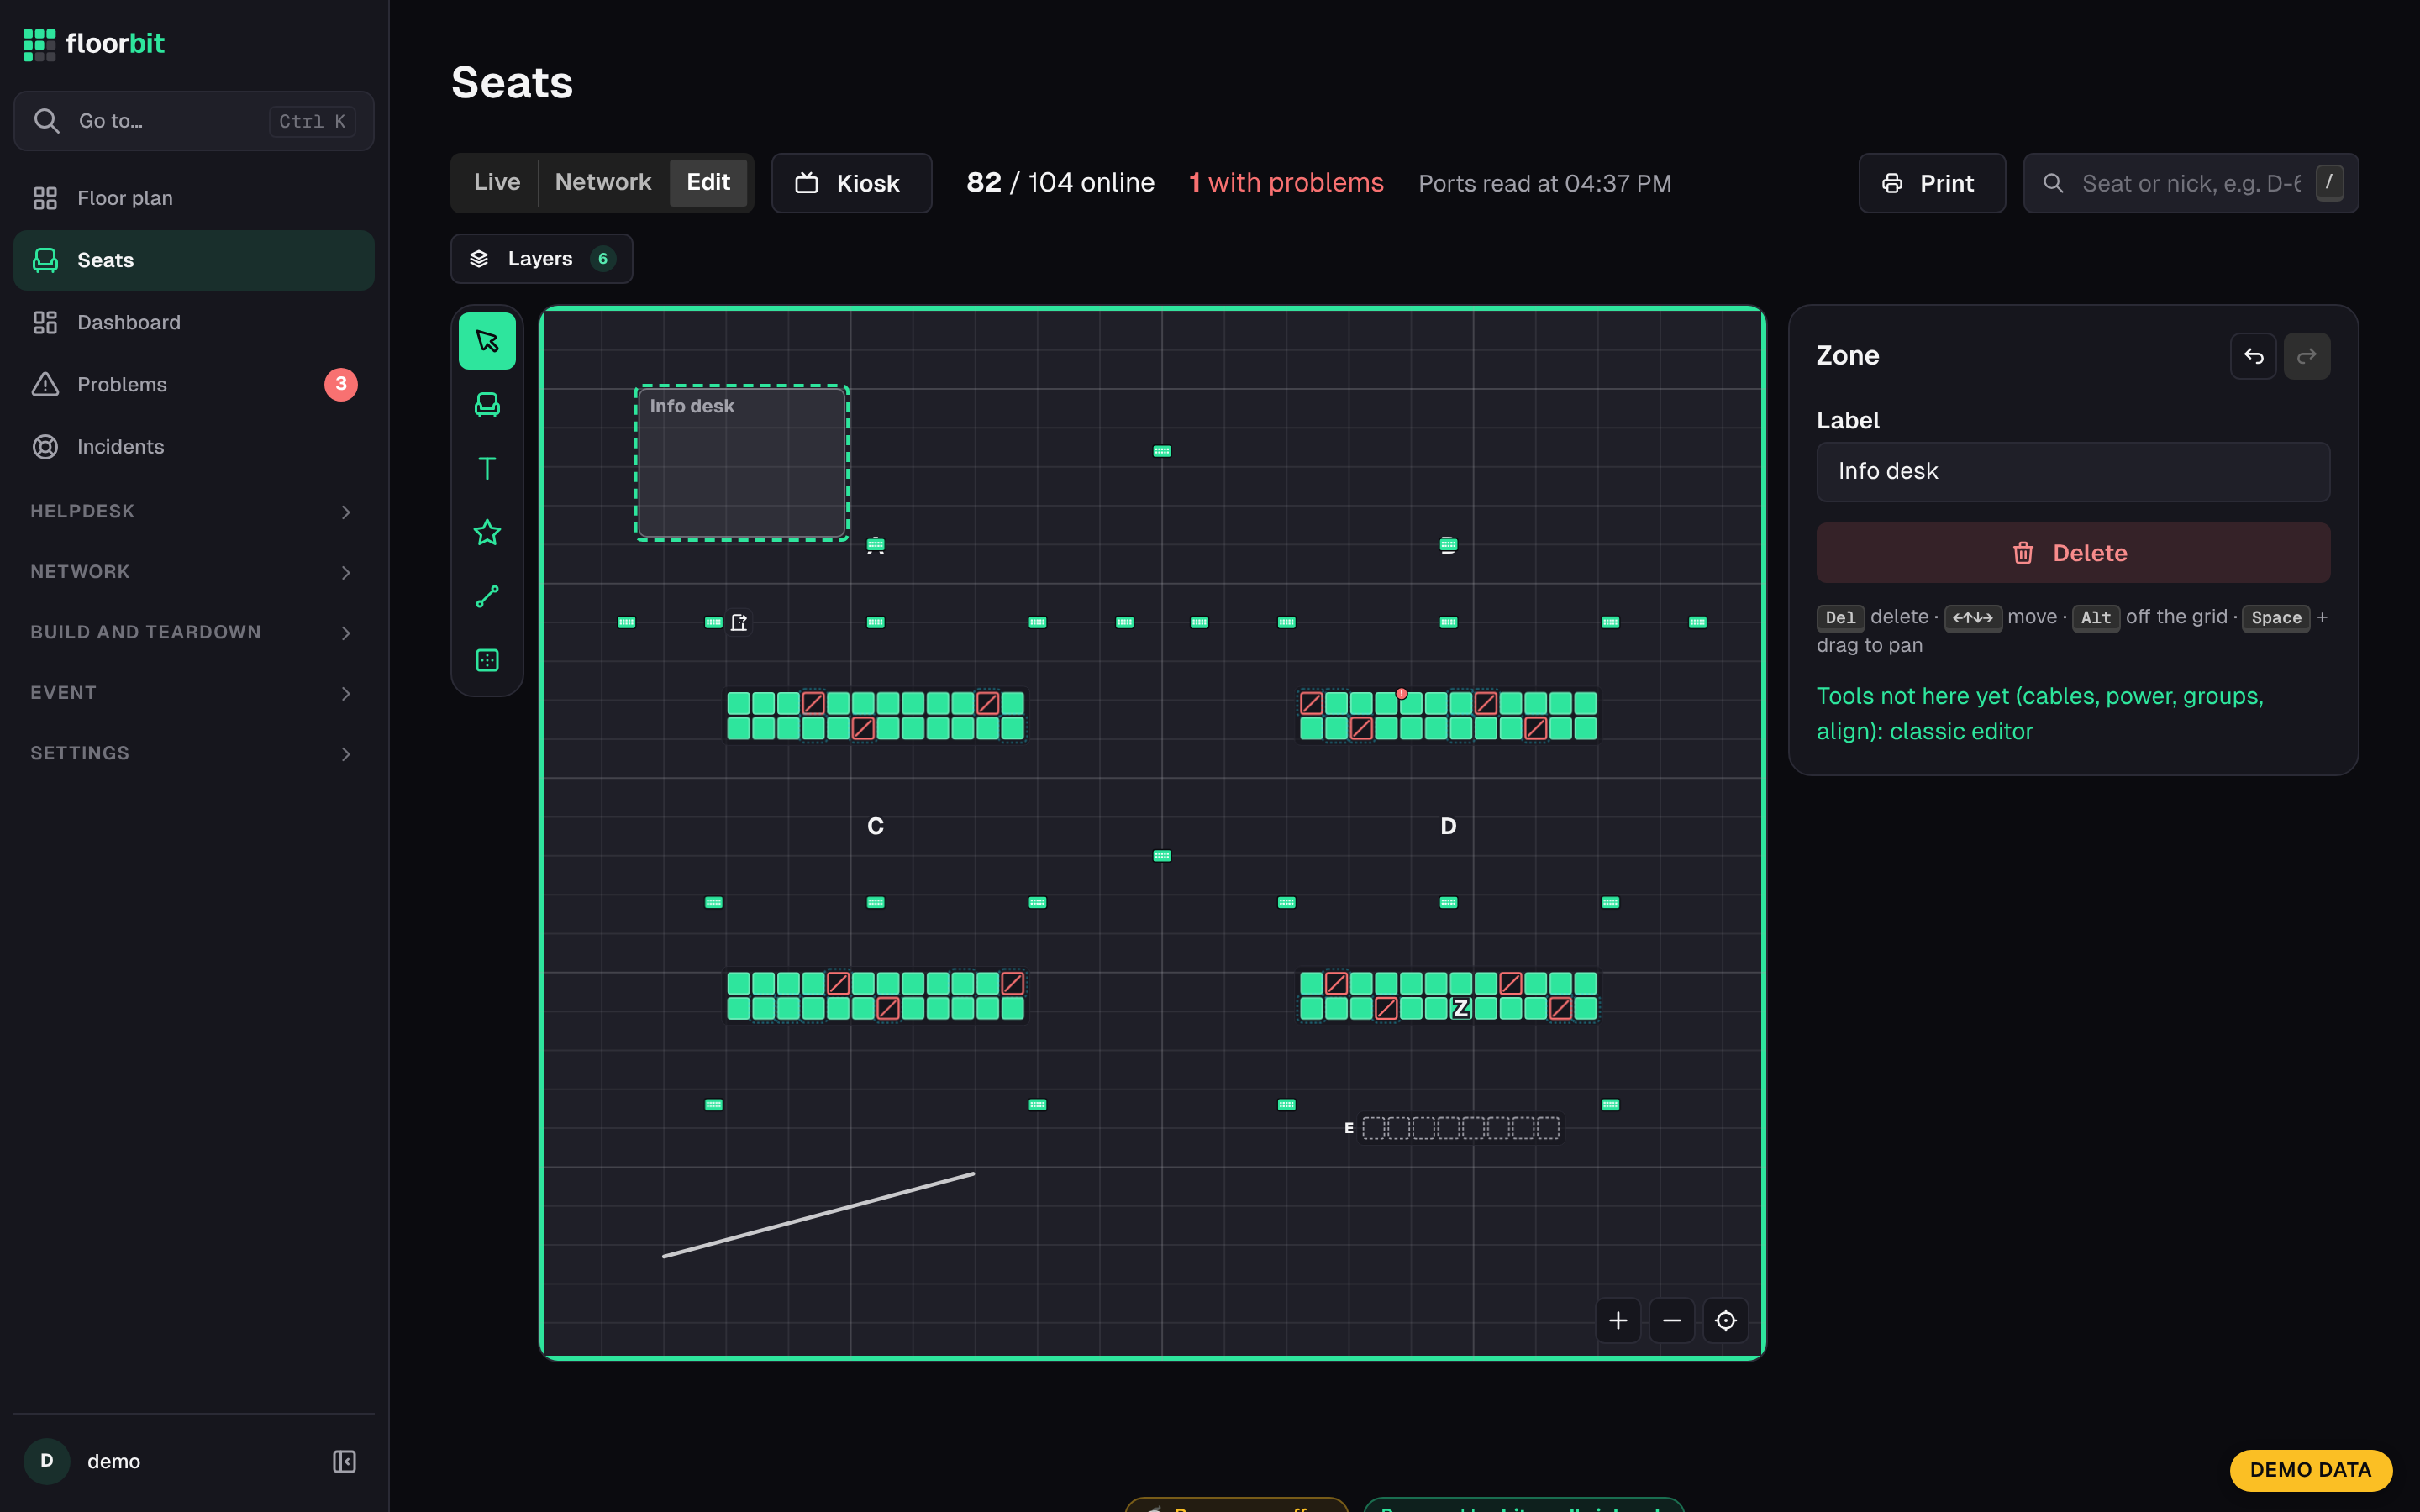 floorbit
Go to...
Ctrl K
Floor plan
Seats
Dashboard
Problems
3
Incidents
HELPDESK
NETWORK
BUILD AND TEARDOWN
EVENT
SETTINGS
D
demo
Seats
Live
Network
Edit
Kiosk
82 / 104 online
1 with problems
Ports read at 04:37 PM
Print
Seat or nick, e.g. D-6
/
Layers
6
Info desk
C
D
Z
E
Zone
Label
Info desk
Delete
Del delete · ←↑↓→ move · Alt off the grid · Space +
drag to pan
Tools not here yet (cables, power, groups,
align): classic editor
DEMO DATA